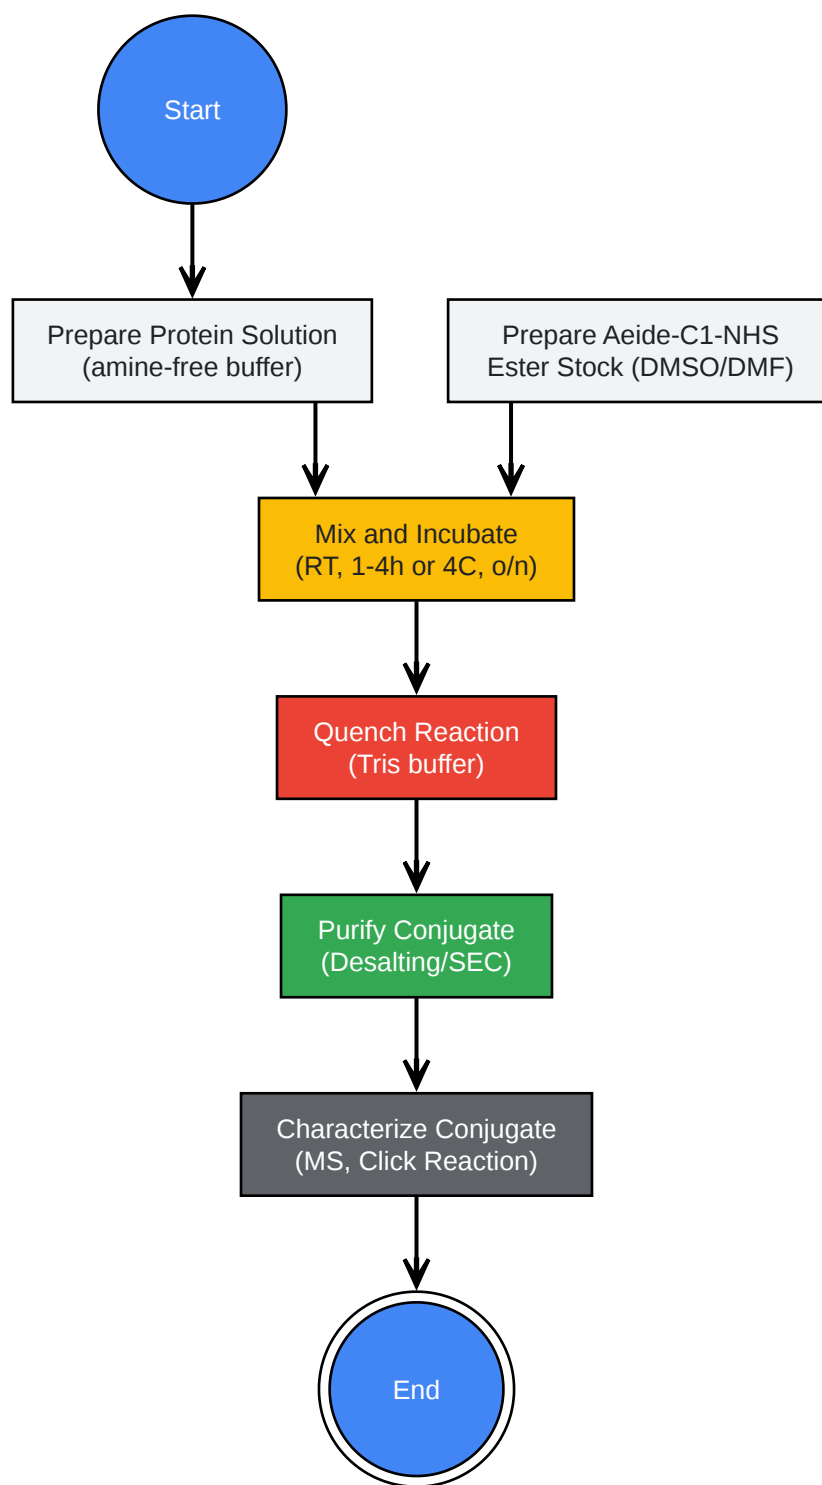 Start
Prepare Protein Solution
(amine-free buffer)
Prepare Aeide-C1-NHS
Ester Stock (DMSO/DMF)
Mix and Incubate
(RT, 1-4h or 4C, o/n)
Quench Reaction
(Tris buffer)
Purify Conjugate
(Desalting/SEC)
Characterize Conjugate
(MS, Click Reaction)
End